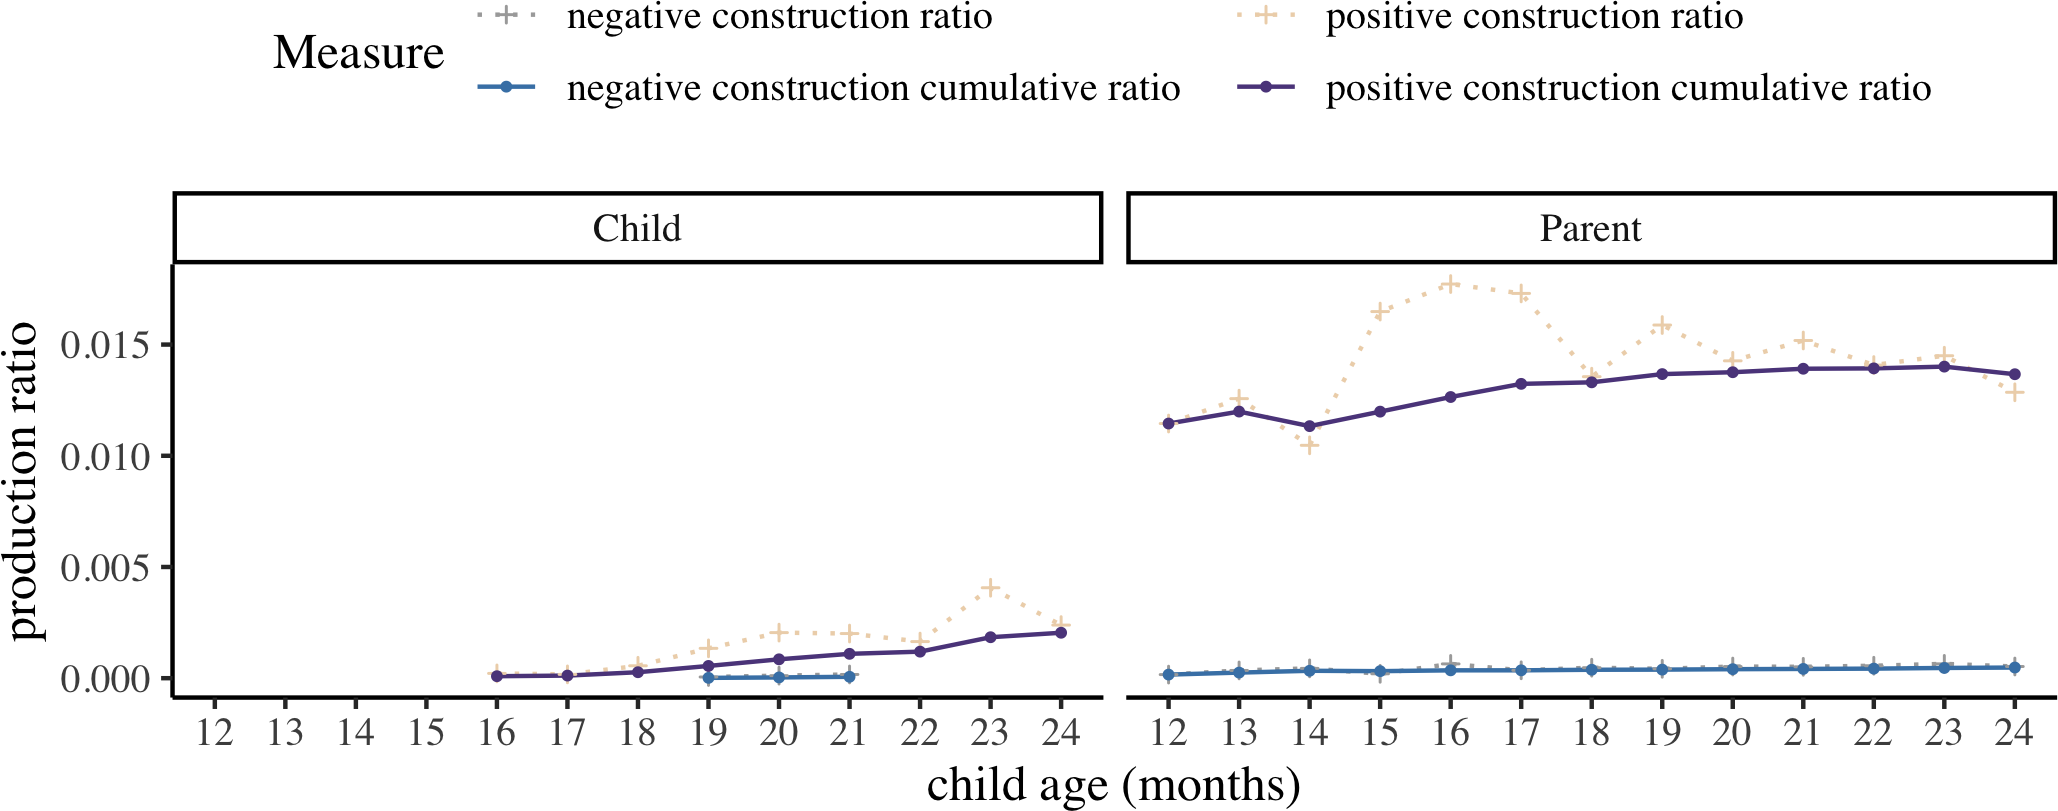 Measure
negative construction ratio
positive construction ratio
negative construction cumulative ratio
positive construction cumulative ratio
Child
Parent
production ratio
0.015
0.010
0.005
0.000
12 13 14 15 16 17 18 19 20 21 22 23 24
12 13 14 15 16 17 18 19 20 21 22 23 24
child age (months)